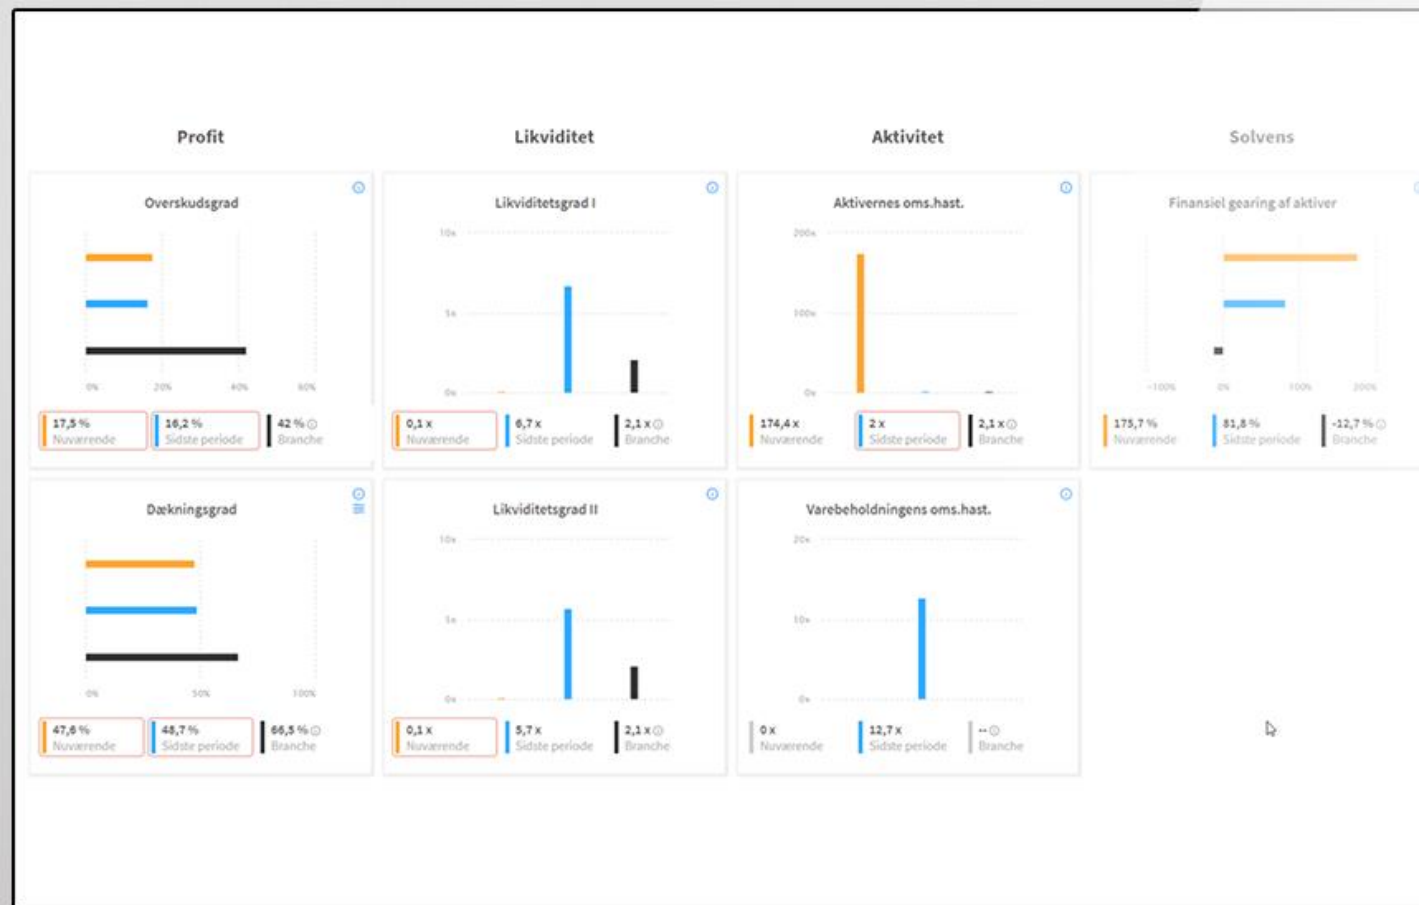 Profit
Likviditet
Aktivitet
Solvens
Overskudsgrad
0%
20%
40%
60%
17,5 %
Nuværende
16,2 %
Sidste periode
42 %
Branche
Likviditetsgrad I
10x
5x
0x
0,1 x
Nuværende
6,7 x
Sidste periode
2,1 x
Branche
Aktivernes oms.hast.
200x
100x
0x
174,4 x
Nuværende
2 x
Sidste periode
2,1 x
Branche
Finansiel gearing af aktiver
-100%
0%
100%
200%
175,7 %
Nuværende
81,8 %
Sidste periode
-12,7 %
Branche
Dækningsgrad
0%
50%
100%
47,6 %
Nuværende
48,7 %
Sidste periode
66,5 %
Branche
Likviditetsgrad II
10x
5x
0x
0,1 x
Nuværende
5,7 x
Sidste periode
2,1 x
Branche
Varebeholdningens oms.hast.
20x
10x
0x
0 x
Nuværende
12,7 x
Sidste periode
--
Branche